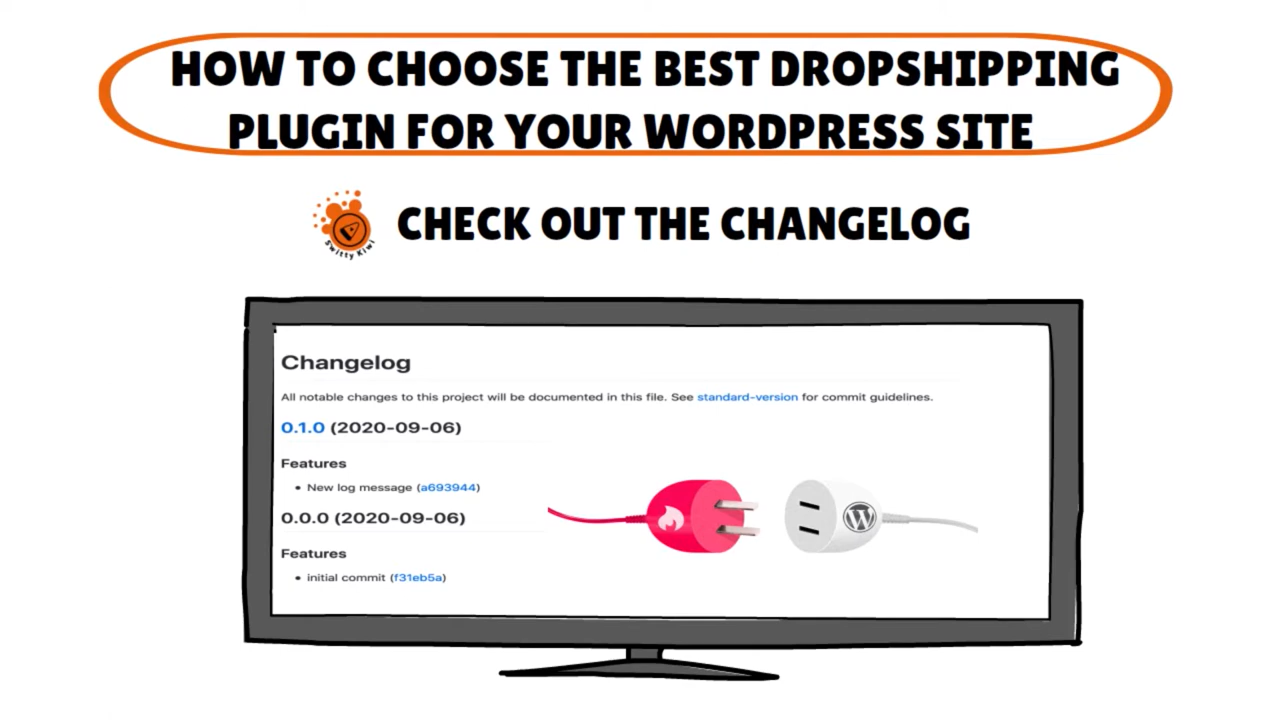 HOW TO CHOOSE THE BEST DROPSHIPPING
PLUGIN FOR YOUR WORDPRESS SITE
Switty Kiwi
CHECK OUT THE CHANGELOG
Changelog
All notable changes to this project will be documented in this file. See standard-version for commit guidelines.
0.1.0 (2020-09-06)
Features
• New log message (a693944)
0.0.0 (2020-09-06)
Features
• initial commit (f31eb5a)